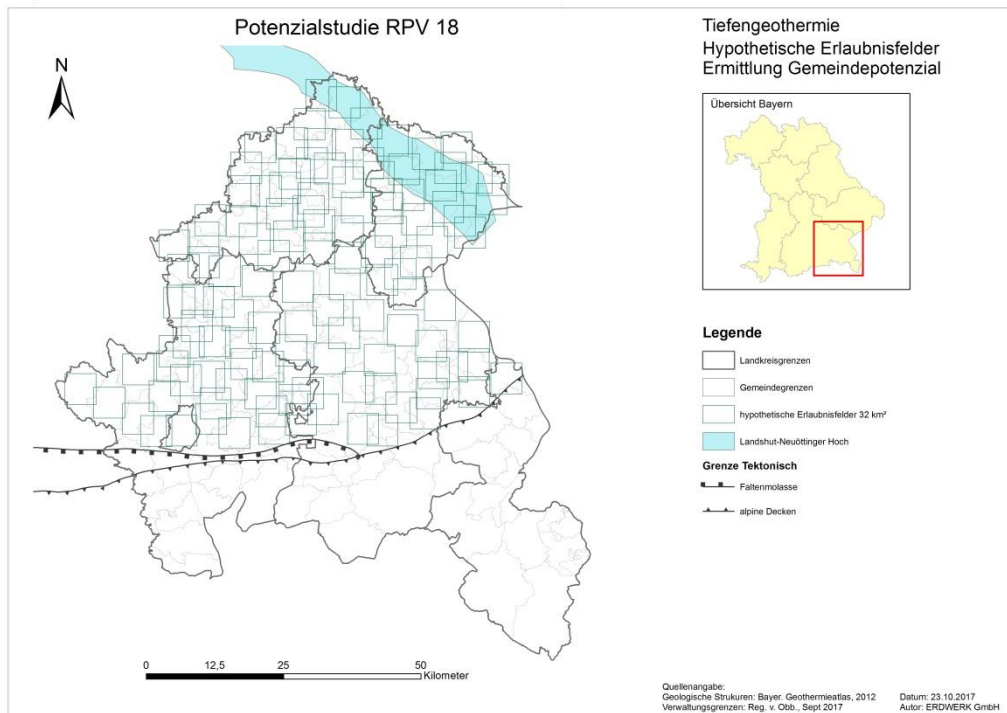 Potenzialstudie RPV 18
N
0
12,5
25
50
Kilometer
Tiefengeothermie
Hypothetische Erlaubnisfelder
Ermittlung Gemeindepotenzial
Übersicht Bayern
Legende
Landkreisgrenzen
Gemeindegrenzen
hypothetische Erlaubnisfelder 32 km²
Landshut-Neuöttinger Hoch
Grenze Tektonisch
Faltenmolasse
alpine Decken
Quellenangabe:
Geologische Strukuren: Bayer. Geothermieatlas, 2012
Verwaltungsgrenzen: Reg. v. Obb., Sept 2017
Datum: 23.10.2017
Autor: ERDWERK GmbH